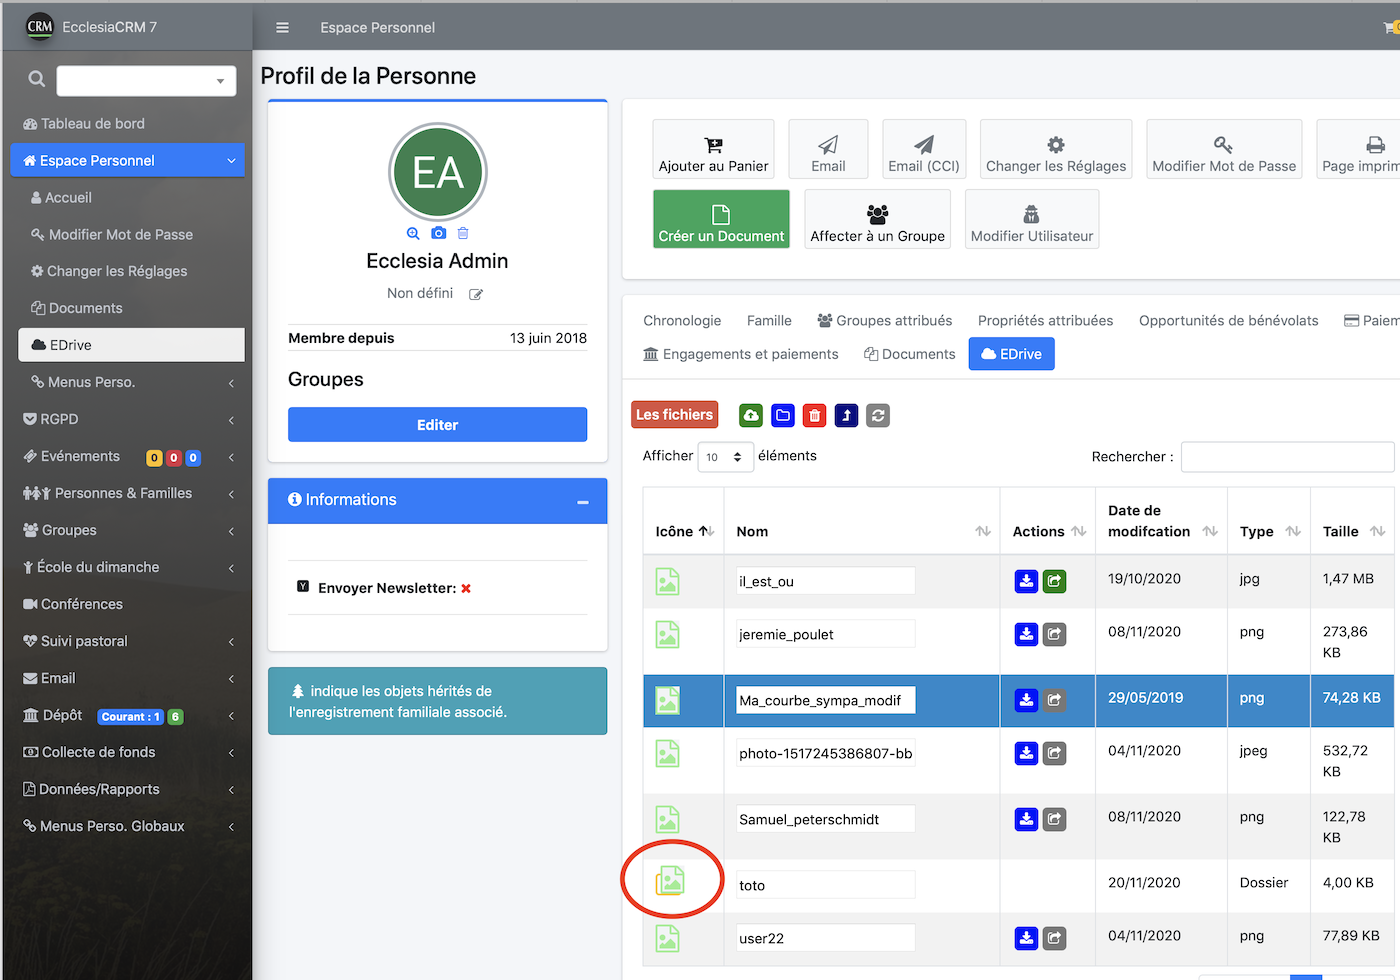 CRM EcclesiaCRM 7
Espace Personnel
Tableau de bord
Espace Personnel
Accueil
Modifier Mot de Passe
Changer les Réglages
Documents
EDrive
Menus Perso.
RGPD
Evénements 0 0 0
Personnes & Familles
Groupes
École du dimanche
Conférences
Suivi pastoral
Email
Dépôt Courant : 1 6
Collecte de fonds
Données/Rapports
Menus Perso. Globaux
Profil de la Personne
EA
Ecclesia Admin
Non défini
Membre depuis 13 juin 2018
Groupes
Editer
Informations
Y Envoyer Newsletter:
indique les objets hérités de
l'enregistrement familiale associé.
Ajouter au Panier Email Email (CCI) Changer les Réglages Modifier Mot de Passe Page imprim
Créer un Document Affecter à un Groupe Modifier Utilisateur
Chronologie Famille Groupes attribués Propriétés attribuées Opportunités de bénévolats Paiem
Engagements et paiements Documents EDrive
Les fichiers
Afficher 10 éléments Rechercher :
Icône Nom Actions Date de modifcation Type Taille
il_est_ou 19/10/2020 jpg 1,47 MB
jeremie_poulet 08/11/2020 png 273,86 KB
Ma_courbe_sympa_modif 29/05/2019 png 74,28 KB
photo-1517245386807-bb 04/11/2020 jpeg 532,72 KB
Samuel_peterschmidt 08/11/2020 png 122,78 KB
toto 20/11/2020 Dossier 4,00 KB
user22 04/11/2020 png 77,89 KB